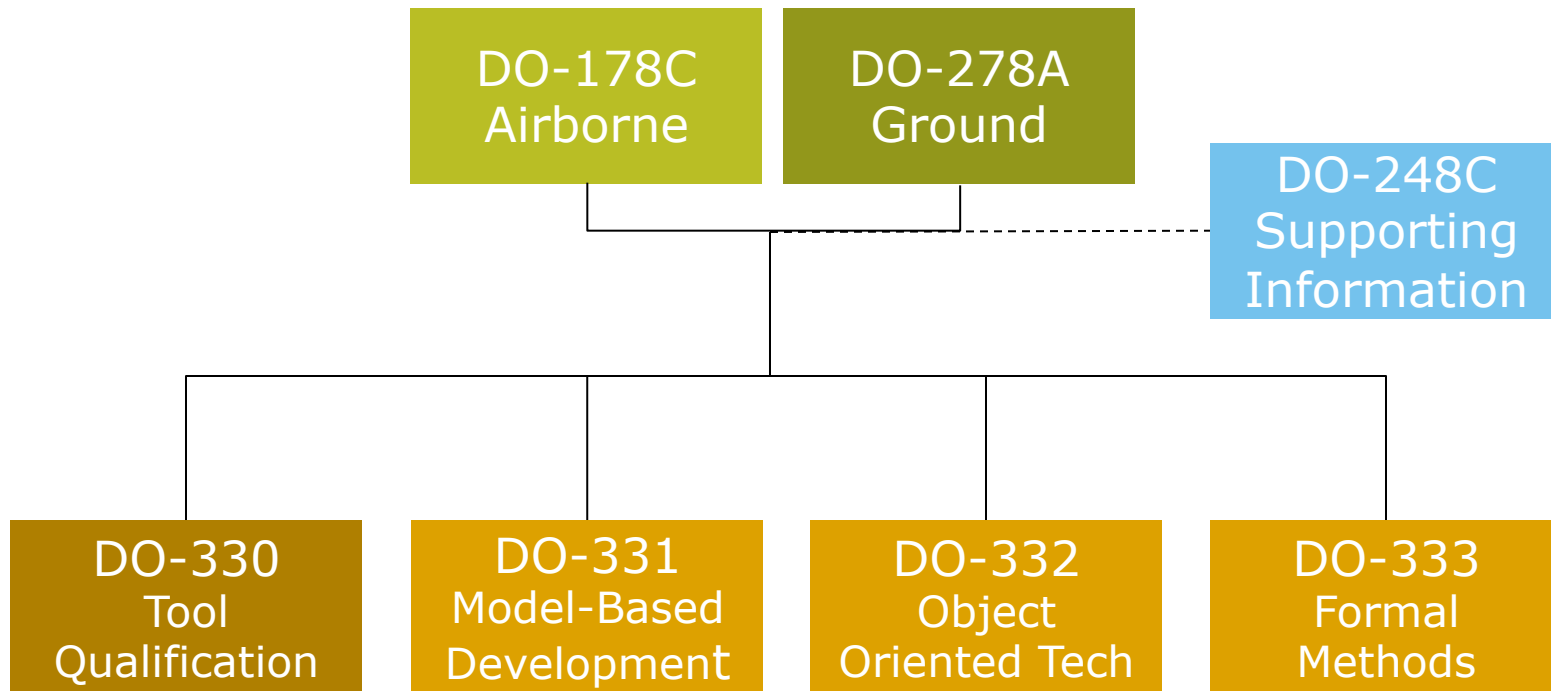 DO-178C
Airborne
DO-278A
Ground
DO-248C
Supporting
Information
DO-330
Tool
Qualification
DO-331
Model-Based
Development
DO-332
Object
Oriented Tech
DO-333
Formal
Methods